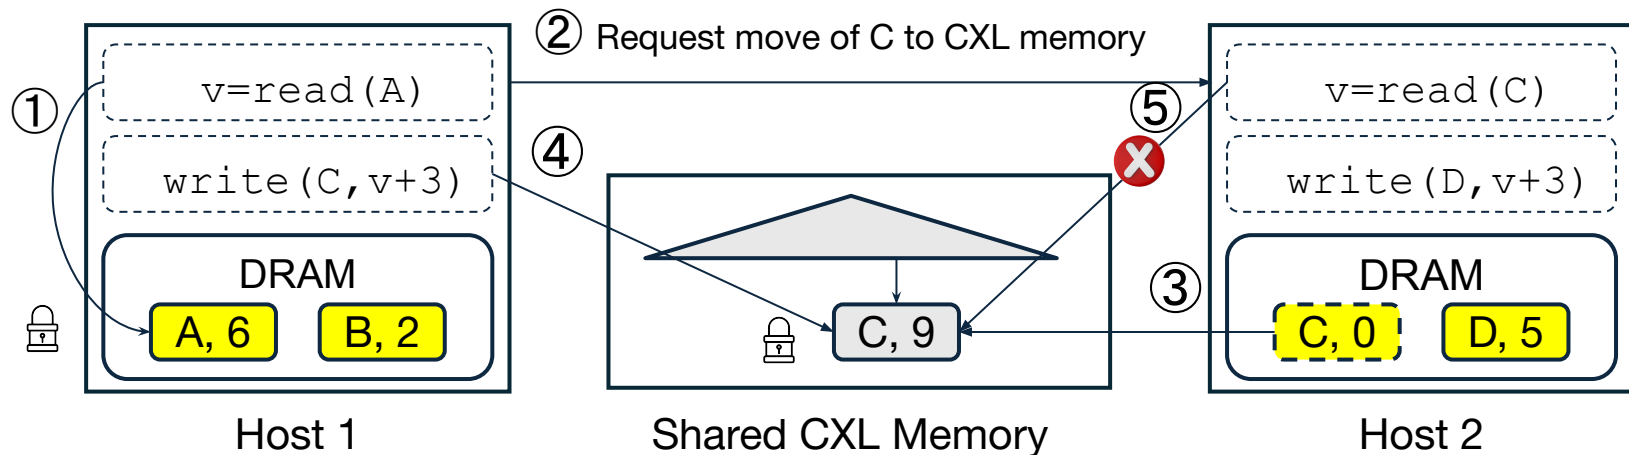 ② Request move of C to CXL memory
①
v=read(A)
⑤
v=read(C)
④
write(C,v+3)
write(D,v+3)
DRAM
③
DRAM
A, 6
B, 2
C, 9
C, 0
D, 5
Host 1
Shared CXL Memory
Host 2